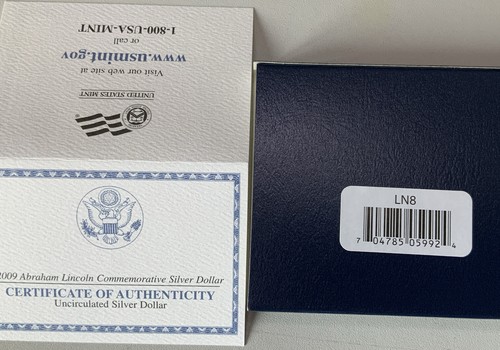 1-800-USA-MINT
or call
www.usmint.gov
Visit our web site at
UNITED STATES MINT
2009 Abraham Lincoln Commemorative Silver Dollar
CERTIFICATE OF AUTHENTICITY
Uncirculated Silver Dollar
LN8
7 04785 05992 4